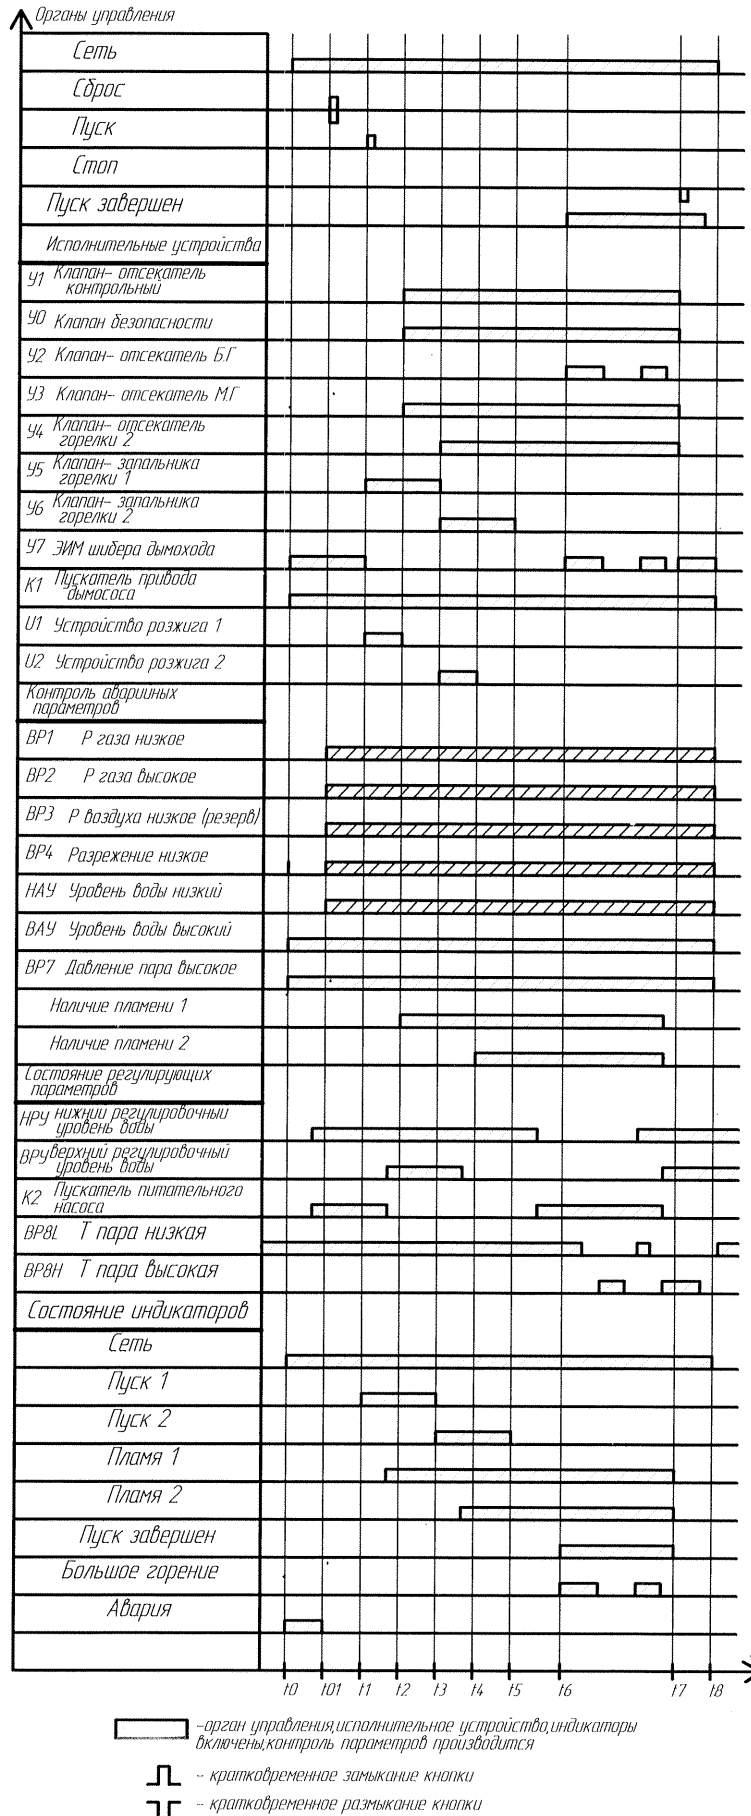 Органы управления
Сеть
Сброс
Пуск
Стоп
Пуск завершен
Исполнительные устройства
У1 Клапан- отсекатель
контрольный
У0 Клапан безопасности
У2 Клапан- отсекатель Б.Г
У3 Клапан- отсекатель М.Г
У4 Клапан- отсекатель
горелки 2
У5 Клапан- запальника
горелки 1
У6 Клапан- запальника
горелки 2
У7 ЭИМ шибера дымохода
К1 Пускатель привода
дымососа
U1 Устройство розжига 1
U2 Устройство розжига 2
Контроль авариных
параметров
ВР1 Р газа низкое
ВР2 Р газа высокое
ВР3 Р воздуха низкое (резерв)
ВР4 Разрежение низкое
НАУ Уровень воды низкий
ВАУ Уровень воды высокий
ВР7 Давление пара высокое
Наличие пламени 1
Наличие пламени 2
Состояние регулирующих
параметров
НРУ нижний регулировочный
уровень воды
ВРУ верхний регулировочный
уровень воды
К2 Пускатель питательного
насоса
ВР8L Т пара низкая
ВР8Н Т пара высокая
Состояние индикаторов
Сеть
Пуск 1
Пуск 2
Пламя 1
Пламя 2
Пуск завершен
Большое горение
Авария
t0 t01 t1 t2 t3 t4 t5 t6 t7 t8
-орган управления,исполнительное устройство,индикаторы
включены,контроль параметров производится
- кратковременное замыкание кнопки
- кратковременное размыкание кнопки